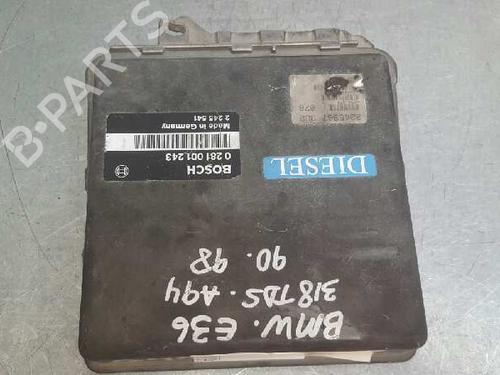 BOSCH
0 281 001 243
Made in Germany
2 245 541
DIESEL
BMW. E36
318TDS. A94
90. 98
B-PARTS